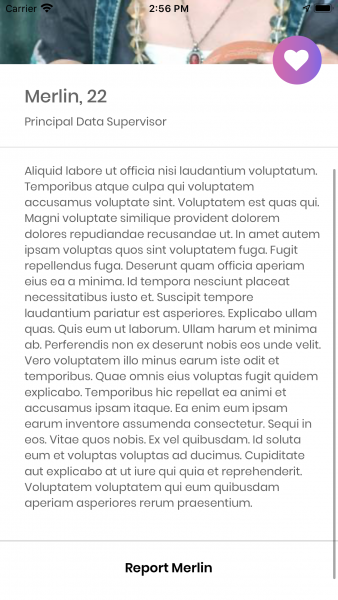 Carrier 2:56 PM
Merlin, 22
Principal Data Supervisor
Aliquid labore ut officia nisi laudantium voluptatum.
Temporibus atque culpa qui voluptatem
accusamus voluptate sint. Voluptatem est quas qui.
Magni voluptate similique provident dolorem
dolores repudiandae recusandae ut. In amet autem
ipsam voluptas quos sint voluptatem fuga. Fugit
repellendus fuga. Deserunt quam officia aperiam
eius ea a minima. Id tempora nesciunt placeat
necessitatibus iusto et. Suscipit tempore
laudantium pariatur est asperiores. Explicabo ullam
quas. Quis eum ut laborum. Ullam harum et minima
ab. Perferendis non ex deserunt nobis eos unde velit.
Vero voluptatem illo minus earum iste odit et
temporibus. Quae omnis eius voluptas fugit quidem
explicabo. Temporibus hic repellat ea animi et
accusamus ipsam itaque. Ea enim eum ipsam
earum inventore assumenda consectetur. Sequi in
eos. Vitae quos nobis. Ex vel quibusdam. Id soluta
eum et voluptas voluptas ad ducimus. Cupiditate
aut explicabo at ut iure qui quia et reprehenderit.
Voluptatem voluptatem qui eum quibusdam
aperiam asperiores rerum praesentium.
Report Merlin